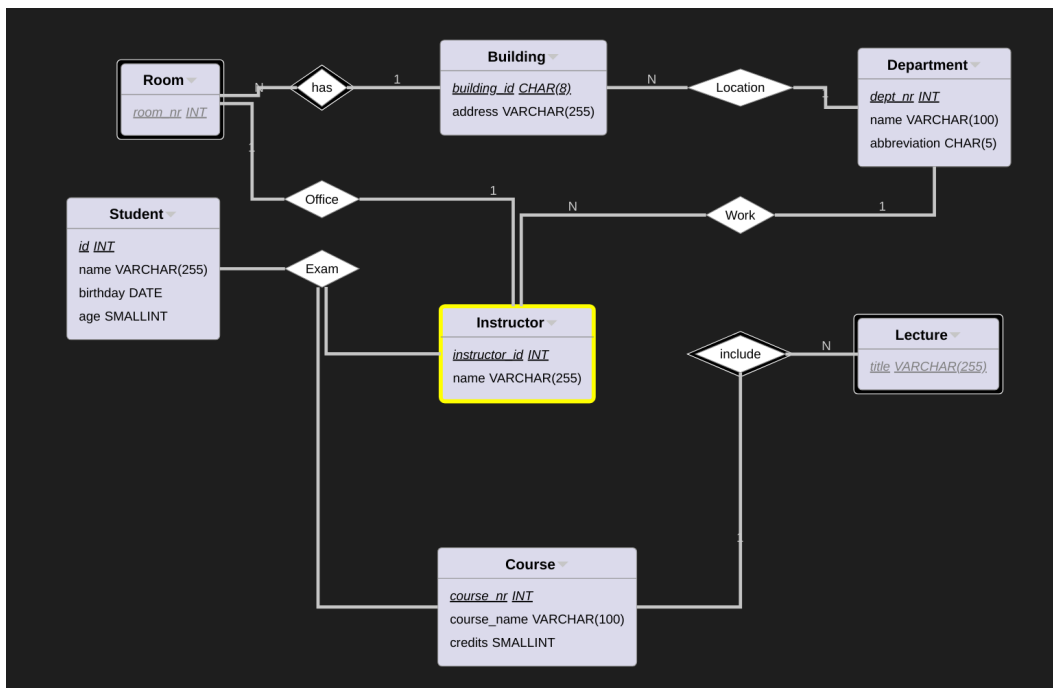 Building
Department
Room
has
N
1
N
Location
1
building_id CHAR(8)
address VARCHAR(255)
room_nr INT
dept_nr INT
name VARCHAR(100)
abbreviation CHAR(5)
1
Office
1
N
Work
1
Student
id INT
name VARCHAR(255)
birthday DATE
age SMALLINT
Exam
Instructor
instructor_id INT
name VARCHAR(255)
include
N
Lecture
title VARCHAR(255)
1
Course
course_nr INT
course_name VARCHAR(100)
credits SMALLINT